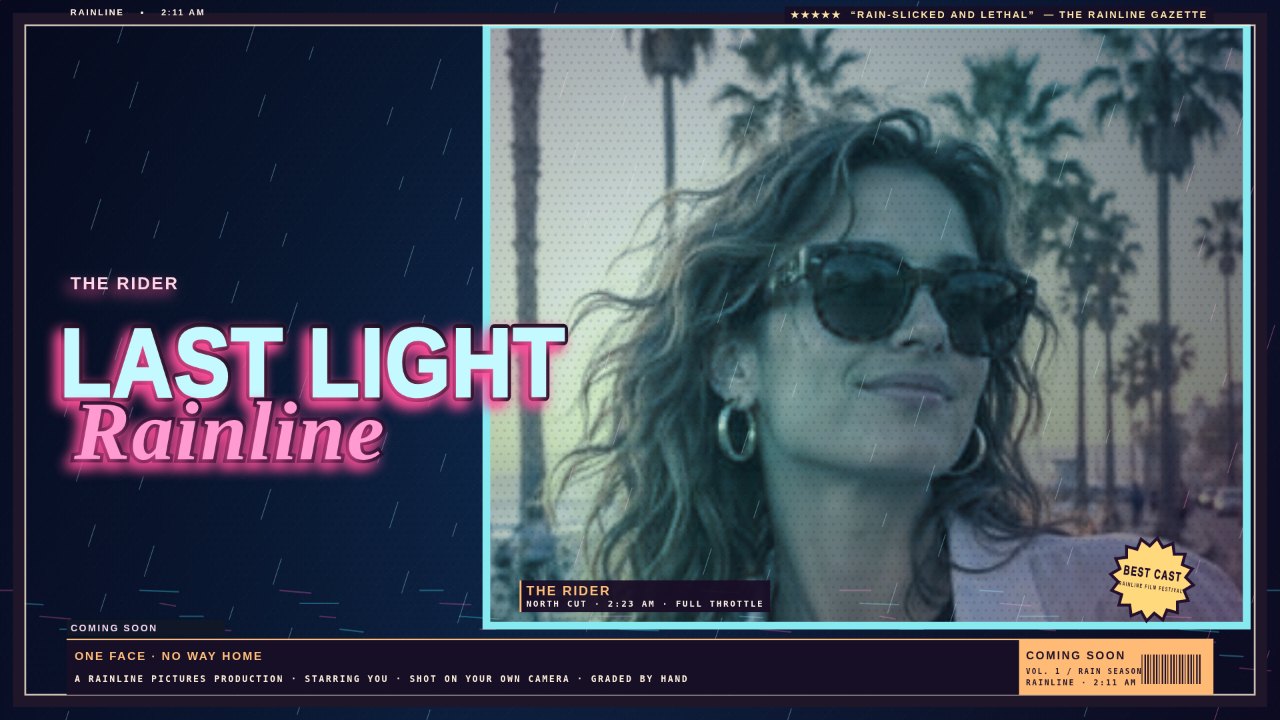 RAINLINE • 2:11 AM
★★★★★ “RAIN-SLICKED AND LETHAL” — THE RAINLINE GAZETTE
THE RIDER
LAST LIGHT
Rainline
THE RIDER
NORTH CUT · 2:23 AM · FULL THROTTLE
BEST CAST
RAINLINE FILM FESTIVAL
COMING SOON
ONE FACE · NO WAY HOME
A RAINLINE PICTURES PRODUCTION · STARRING YOU · SHOT ON YOUR OWN CAMERA · GRADED BY HAND
COMING SOON
VOL. 1 / RAIN SEASON
RAINLINE · 2:11 AM